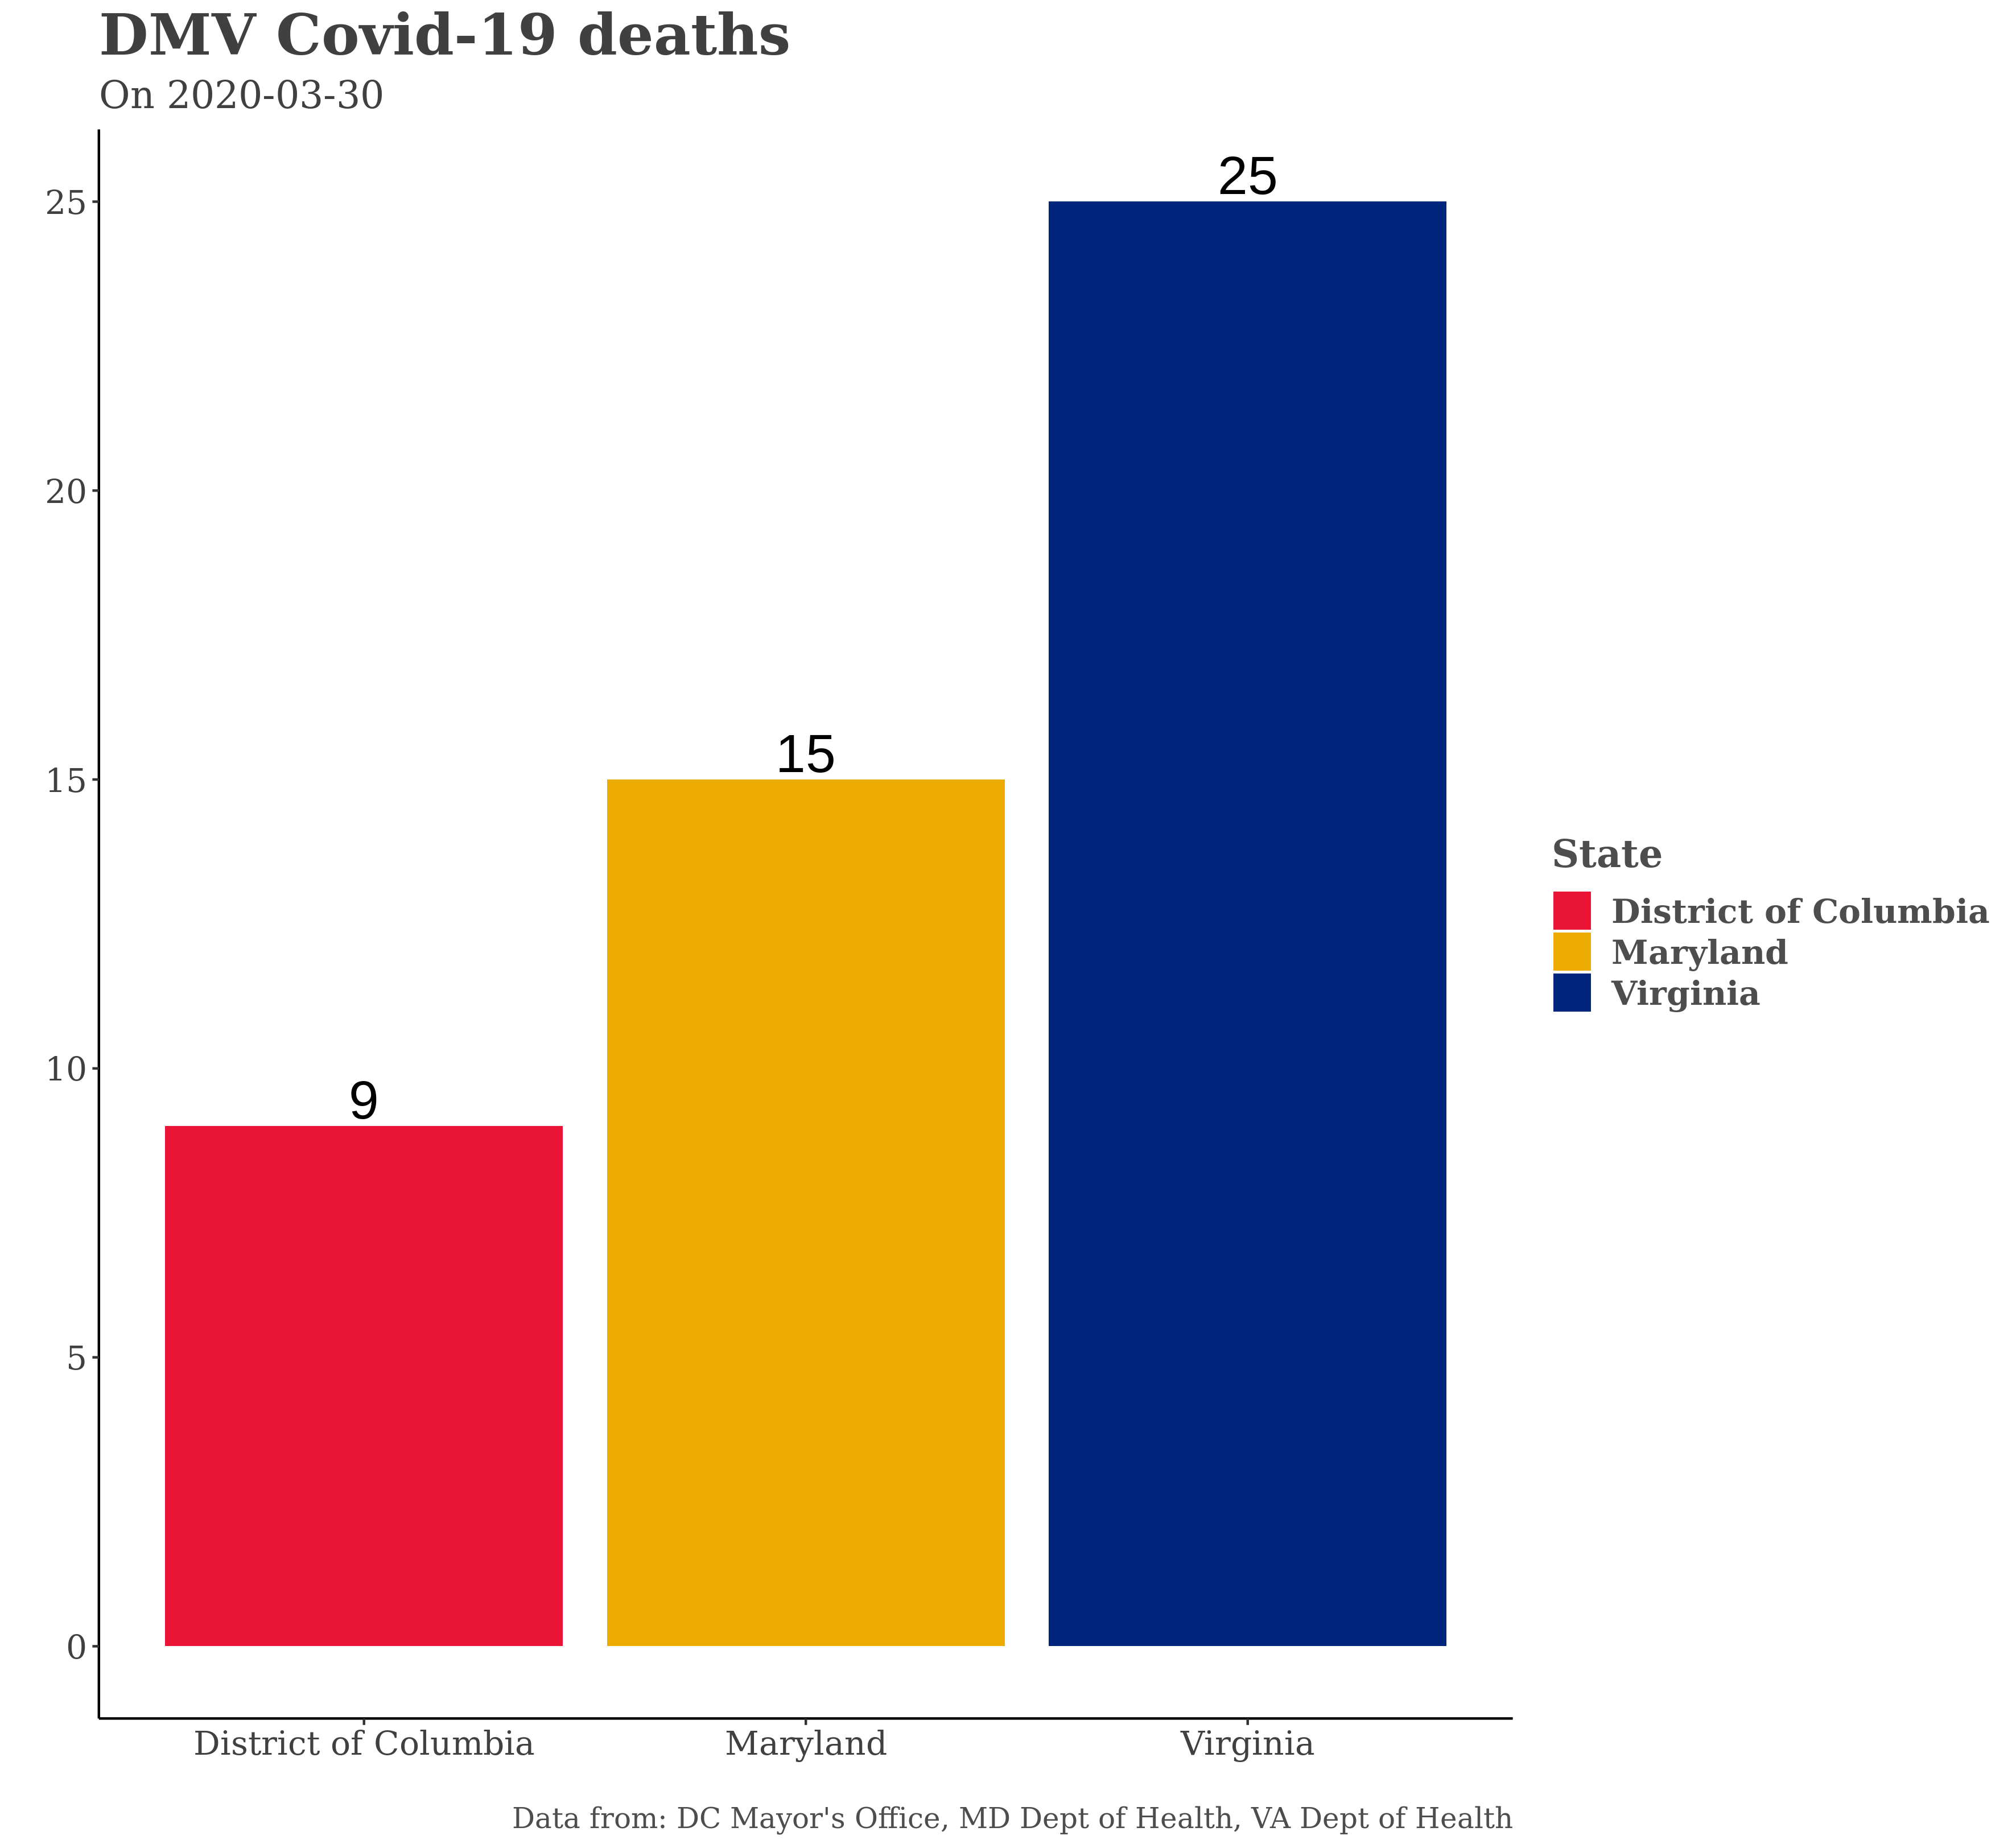 DMV Covid-19 deaths
On 2020-03-30
25
25
20
15
15
10
9
5
0
State
District of Columbia
Maryland
Virginia
District of Columbia
Maryland
Virginia
Data from: DC Mayor's Office, MD Dept of Health, VA Dept of Health